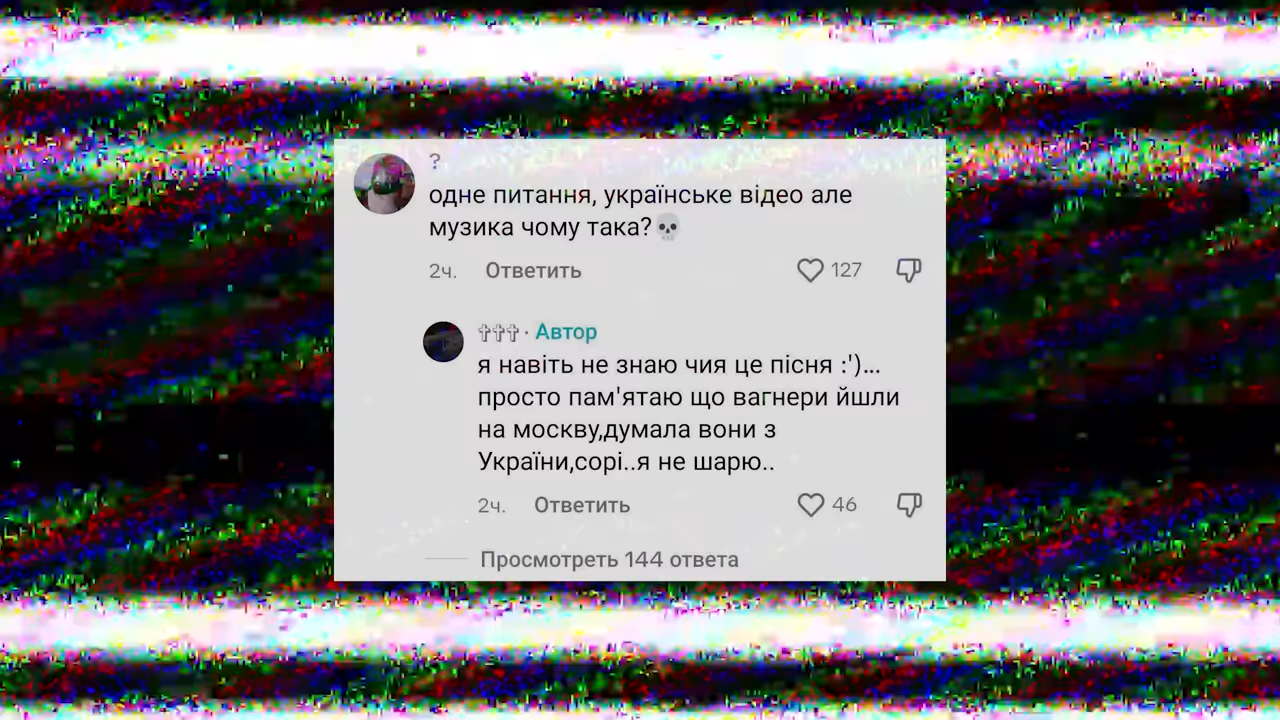 ?
одне питання, українське відео але
музика чому така?💀
2ч. Ответить 127
✞✞✞ · Автор
я навіть не знаю чия це пісня :')...
просто пам'ятаю що вагнери йшли
на москву,думала вони з
України,сорі..я не шарю..
2ч. Ответить 46
Просмотреть 144 ответа